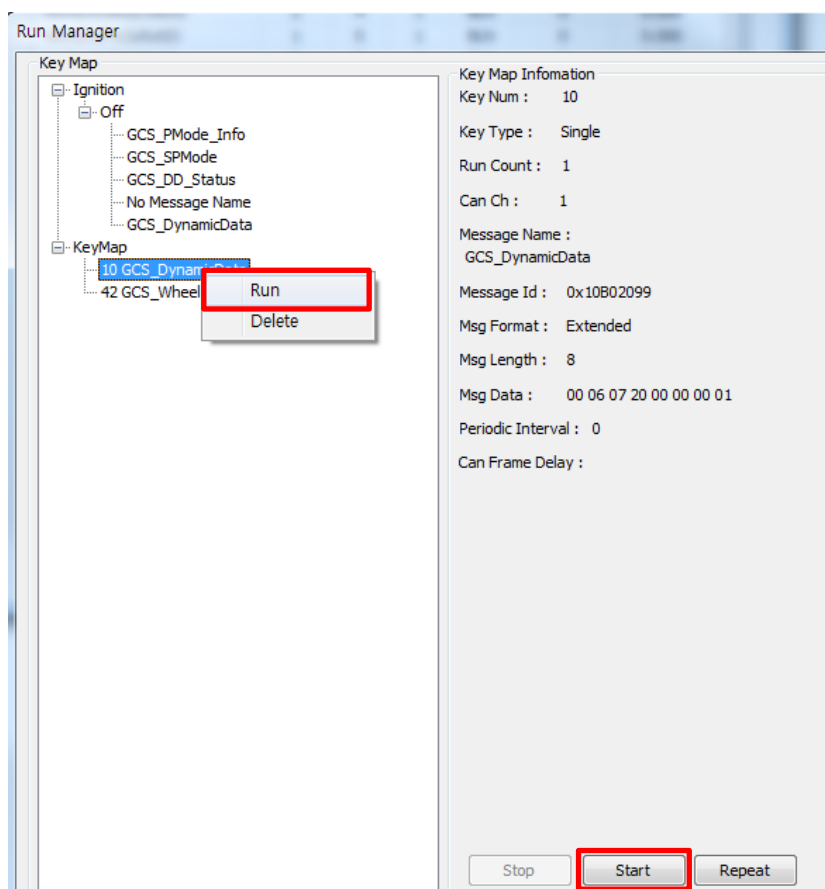 Run Manager
Key Map
Ignition
Off
GCS_PMode_Info
GCS_SPMode
GCS_DD_Status
No Message Name
GCS_DynamicData
KeyMap
10 GCS_DynamicData
42 GCS_Wheel
Run
Delete
Key Map Infomation
Key Num : 10
Key Type : Single
Run Count : 1
Can Ch : 1
Message Name :
GCS_DynamicData
Message Id : 0x10B02099
Msg Format : Extended
Msg Length : 8
Msg Data : 00 06 07 20 00 00 00 01
Periodic Interval : 0
Can Frame Delay :
Stop Start Repeat